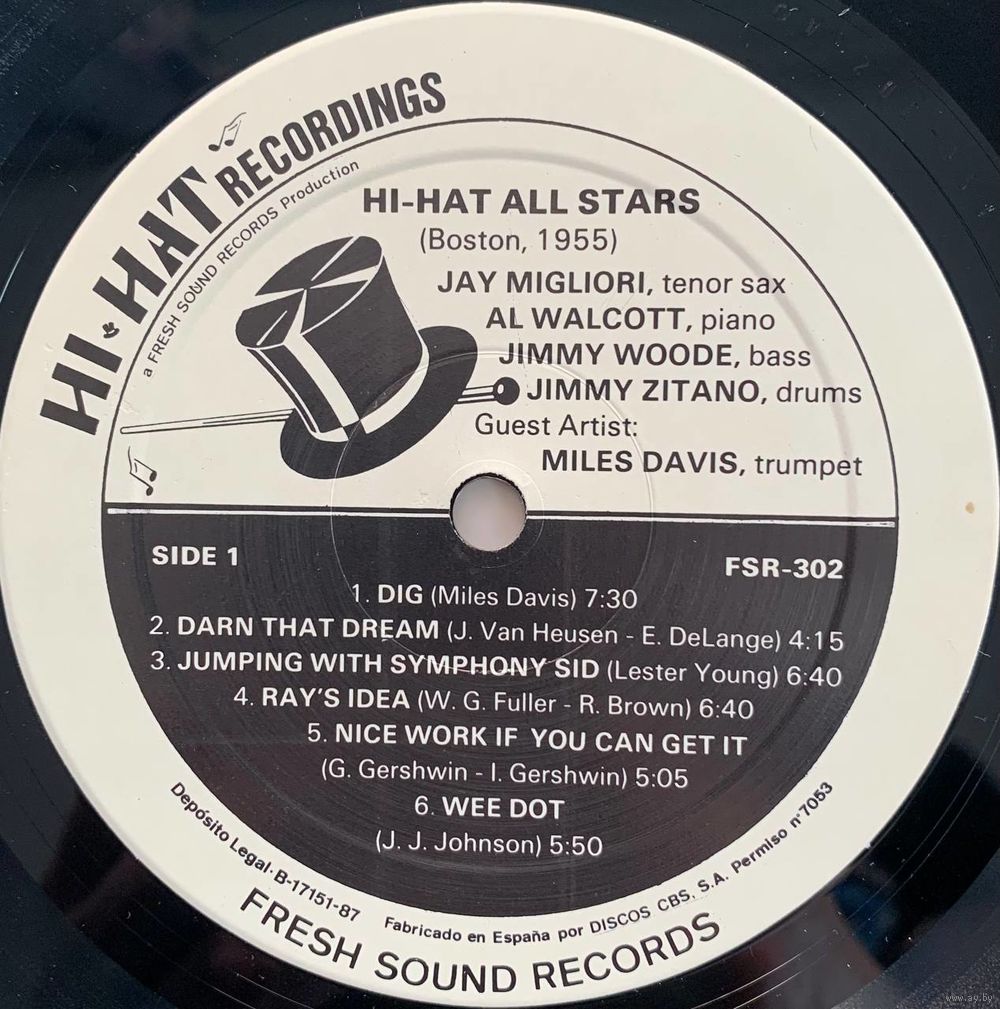 HI-HAT RECORDINGS
a FRESH SOUND RECORDS Production
HI-HAT ALL STARS
(Boston, 1955)
JAY MIGLIORI, tenor sax
AL WALCOTT, piano
JIMMY WOODE, bass
JIMMY ZITANO, drums
Guest Artist:
MILES DAVIS, trumpet
SIDE 1
FSR-302
1. DIG (Miles Davis) 7:30
2. DARN THAT DREAM (J. Van Heusen - E. DeLange) 4:15
3. JUMPING WITH SYMPHONY SID (Lester Young) 6:40
4. RAY'S IDEA (W. G. Fuller - R. Brown) 6:40
5. NICE WORK IF YOU CAN GET IT
(G. Gershwin - I. Gershwin) 5:05
6. WEE DOT
(J. J. Johnson) 5:50
Depósito Legal· B-17151-87 Fabricado en España por DISCOS CBS, S.A. Permiso n°7053
FRESH SOUND RECORDS
www.ay.by